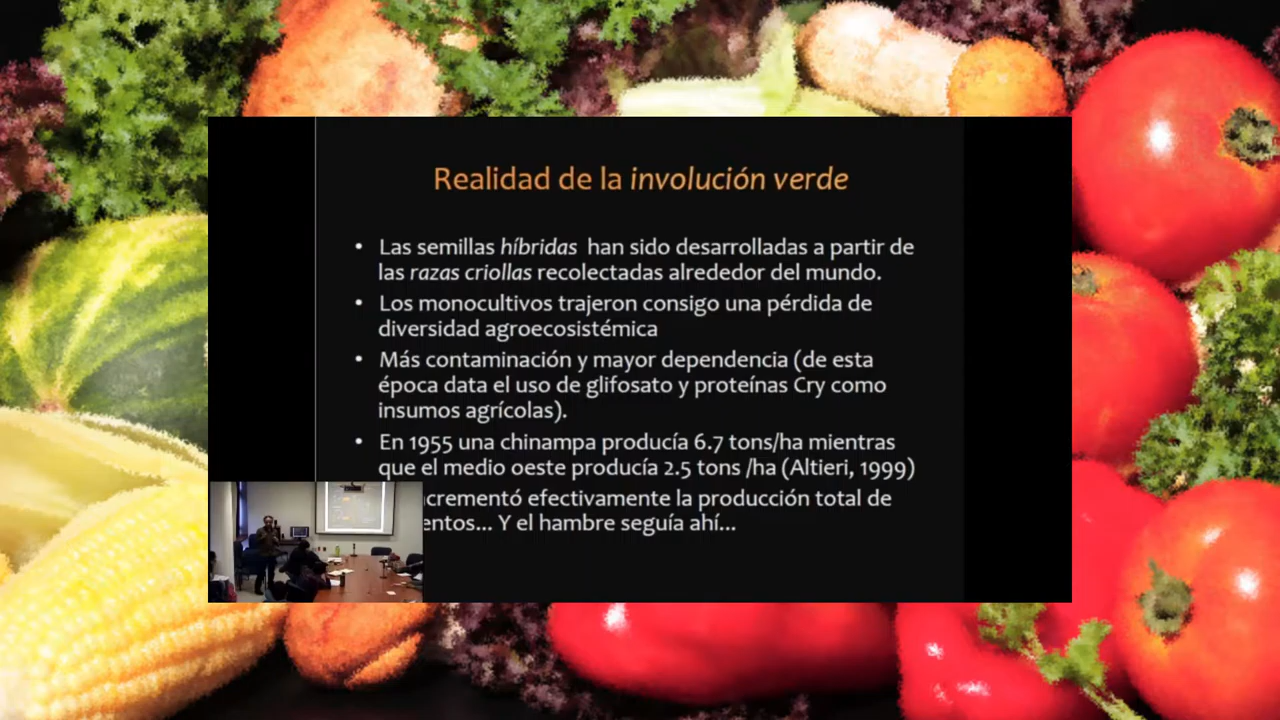 Realidad de la involución verde
• Las semillas híbridas han sido desarrolladas a partir de
las razas criollas recolectadas alrededor del mundo.
• Los monocultivos trajeron consigo una pérdida de
diversidad agroecosistémica
• Más contaminación y mayor dependencia (de esta
época data el uso de glifosato y proteínas Cry como
insumos agrícolas).
• En 1955 una chinampa producía 6.7 tons/ha mientras
que el medio oeste producía 2.5 tons /ha (Altieri, 1999)
crementó efectivamente la producción total de
entos... Y el hambre seguía ahí...